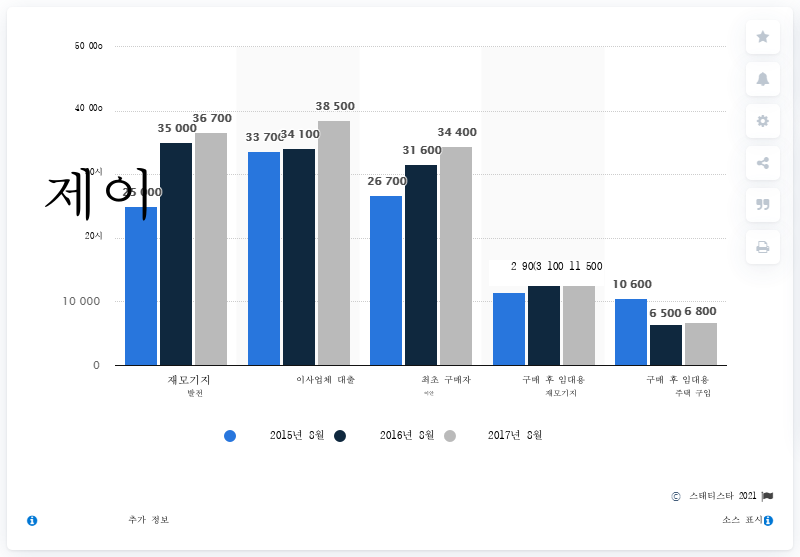 50 00o
40 00o
30시
제이
20시
10 000
0
25 000
35 000
36 700
33 700
34 100
38 500
26 700
31 600
34 400
2 90(3 100 11 500
10 600
6 500
6 800
재모기지
발전
이사업체 대출
최초 구매자
구매 후 임대용
재모기지
구매 후 임대용
주택 구입
2015년 8월
2016년 8월
2017년 8월
© 스태티스타 2021
추가 정보
소스 표시